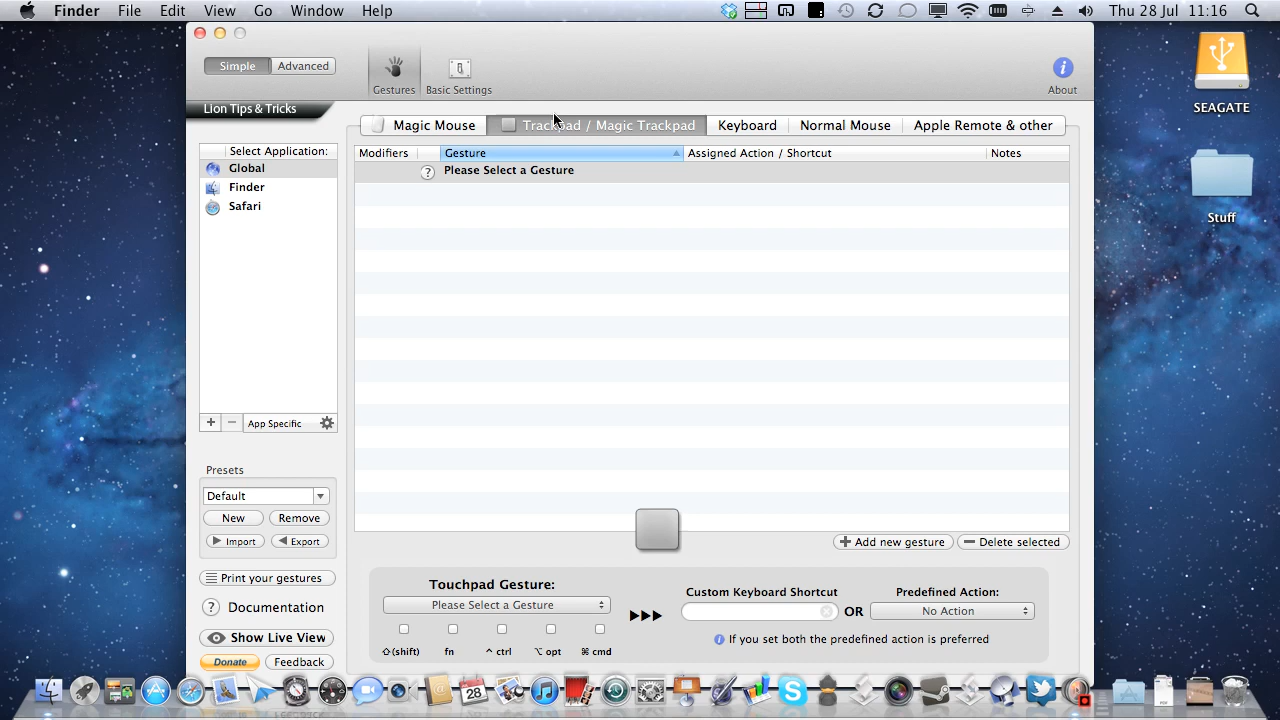 Finder File Edit View Go Window Help Thu 28 Jul 11:16
Simple Advanced
Gestures Basic Settings About
Lion Tips & Tricks
Magic Mouse Trackpad / Magic Trackpad Keyboard Normal Mouse Apple Remote & other
Select Application:
Global
Finder
Safari
Modifiers Gesture Assigned Action / Shortcut Notes
? Please Select a Gesture
+ − App Specific
Presets
Default
New Remove
Import Export
Print your gestures
? Documentation
Show Live View
Donate Feedback
Add new gesture Delete selected
Touchpad Gesture:
Please Select a Gesture
⇧(shift) fn ^ ctrl ⌥ opt ⌘ cmd
Custom Keyboard Shortcut
OR
Predefined Action:
No Action
i If you set both the predefined action is preferred
SEAGATE
Stuff
28